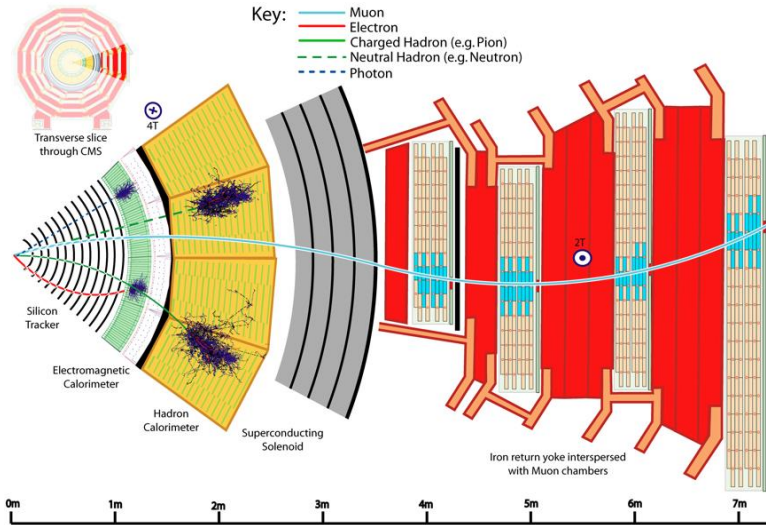 Key:
Muon
Electron
Charged Hadron (e.g. Pion)
Neutral Hadron (e.g. Neutron)
Photon
Transverse slice
through CMS
4T
2T
Silicon
Tracker
Electromagnetic
Calorimeter
Hadron
Calorimeter
Superconducting
Solenoid
Iron return yoke interspersed
with Muon chambers
0m
1m
2m
3m
4m
5m
6m
7m